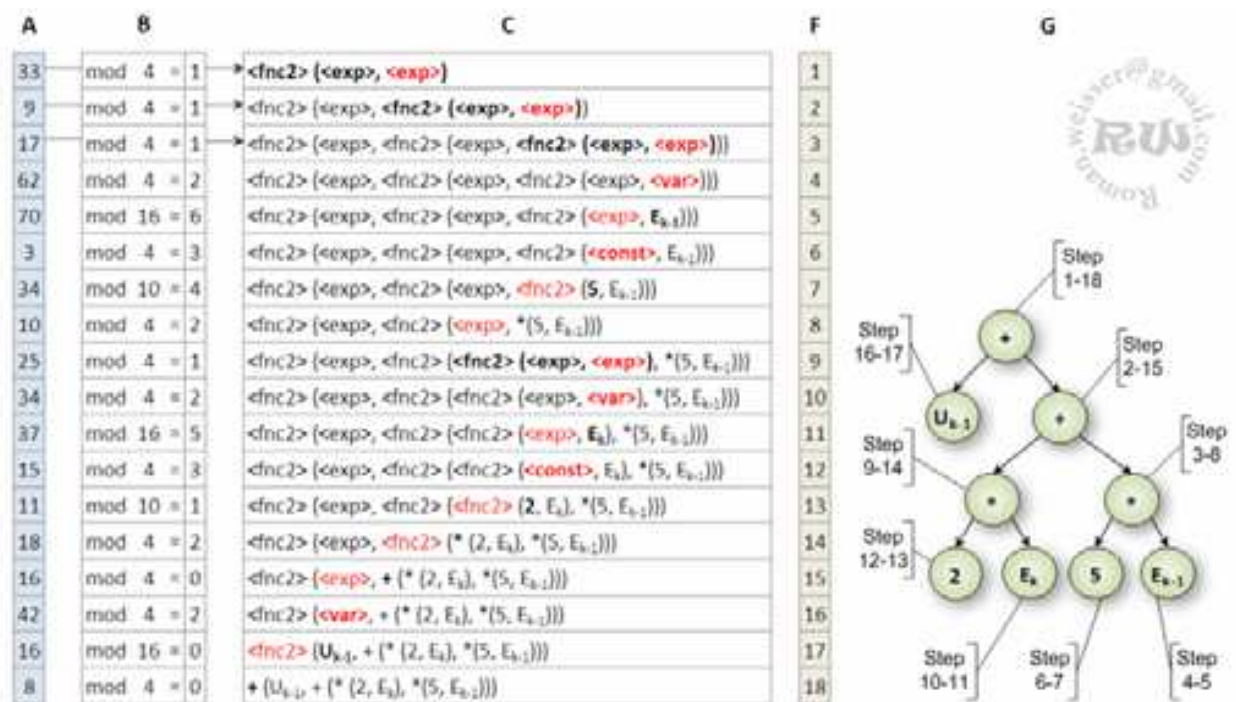 A B C F G
33 mod 4 = 1 <fnc2> (<exp>, <exp>) 1
9 mod 4 = 1 <fnc2> (<exp>, <fnc2> (<exp>, <exp>)) 2
17 mod 4 = 1 <fnc2> (<exp>, <fnc2> (<exp>, <fnc2> (<exp>, <exp>))) 3
62 mod 4 = 2 <fnc2> (<exp>, <fnc2> (<exp>, <fnc2> (<exp>, <var>))) 4
70 mod 16 = 6 <fnc2> (<exp>, <fnc2> (<exp>, <fnc2> (<exp>, Eₖ₋₁))) 5
3 mod 4 = 3 <fnc2> (<exp>, <fnc2> (<exp>, <fnc2> (<const>, Eₖ₋₁))) 6
34 mod 10 = 4 <fnc2> (<exp>, <fnc2> (<exp>, <fnc2> (5, Eₖ₋₁))) 7
10 mod 4 = 2 <fnc2> (<exp>, <fnc2> (<exp>, *(5, Eₖ₋₁))) 8
25 mod 4 = 1 <fnc2> (<exp>, <fnc2> (<fnc2> (<exp>, <exp>), *(5, Eₖ₋₁))) 9
34 mod 4 = 2 <fnc2> (<exp>, <fnc2> (<fnc2> (<exp>, <var>), *(5, Eₖ₋₁))) 10
37 mod 16 = 5 <fnc2> (<exp>, <fnc2> (<fnc2> (<exp>, Eₖ), *(5, Eₖ₋₁))) 11
15 mod 4 = 3 <fnc2> (<exp>, <fnc2> (<fnc2> (<const>, Eₖ), *(5, Eₖ₋₁))) 12
11 mod 10 = 1 <fnc2> (<exp>, <fnc2> (<fnc2> (2, Eₖ), *(5, Eₖ₋₁))) 13
18 mod 4 = 2 <fnc2> (<exp>, <fnc2> (* (2, Eₖ), *(5, Eₖ₋₁))) 14
16 mod 4 = 0 <fnc2> (<exp>, + (* (2, Eₖ), *(5, Eₖ₋₁))) 15
42 mod 4 = 2 <fnc2> (<var>, + (* (2, Eₖ), *(5, Eₖ₋₁))) 16
16 mod 16 = 0 <fnc2> (Uₖ₋₁, + (* (2, Eₖ), *(5, Eₖ₋₁))) 17
8 mod 4 = 0 + (Uₖ₋₁, + (* (2, Eₖ), *(5, Eₖ₋₁))) 18
Roman.weisser@gmail.com
RW
Step
1-18
+
Step
16-17
Step
2-15
Uₖ₋₁
+
Step
9-14
Step
3-8
*
*
Step
12-13
2
Eₖ
5
Eₖ₋₁
Step
10-11
Step
6-7
Step
4-5